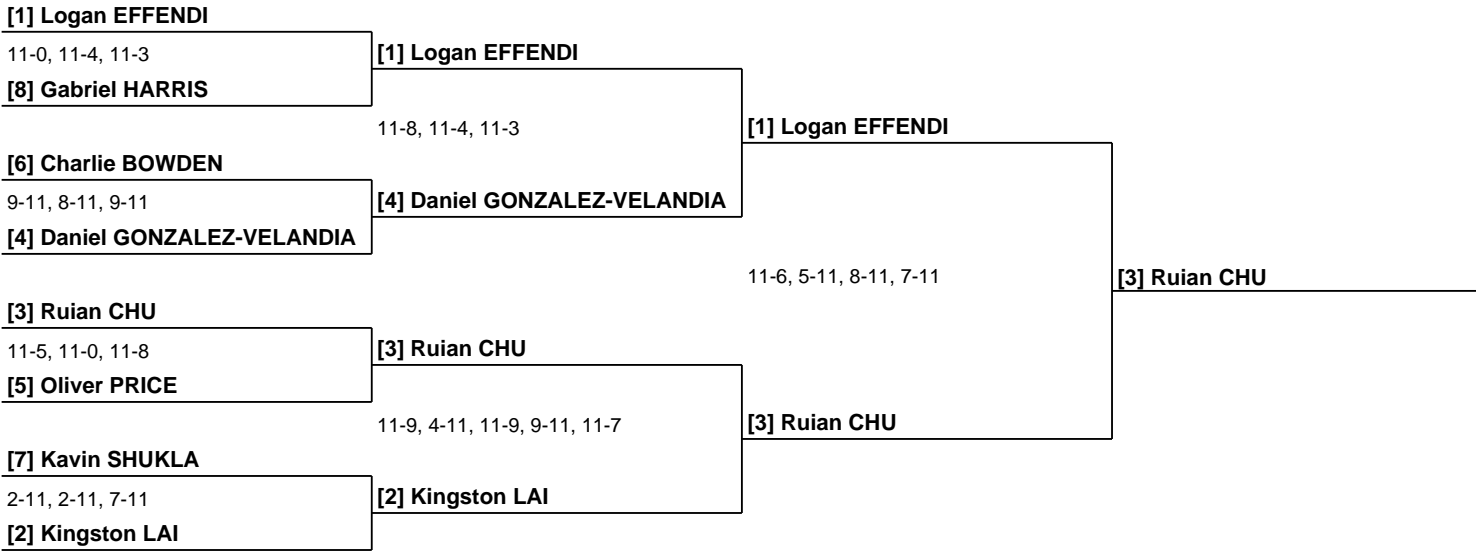 [1] Logan EFFENDI
11-0, 11-4, 11-3
[8] Gabriel HARRIS
[1] Logan EFFENDI
11-8, 11-4, 11-3
[6] Charlie BOWDEN
9-11, 8-11, 9-11
[4] Daniel GONZALEZ-VELANDIA
[4] Daniel GONZALEZ-VELANDIA
[1] Logan EFFENDI
11-6, 5-11, 8-11, 7-11
[3] Ruian CHU
[3] Ruian CHU
11-5, 11-0, 11-8
[5] Oliver PRICE
[3] Ruian CHU
11-9, 4-11, 11-9, 9-11, 11-7
[7] Kavin SHUKLA
2-11, 2-11, 7-11
[2] Kingston LAI
[2] Kingston LAI
[3] Ruian CHU